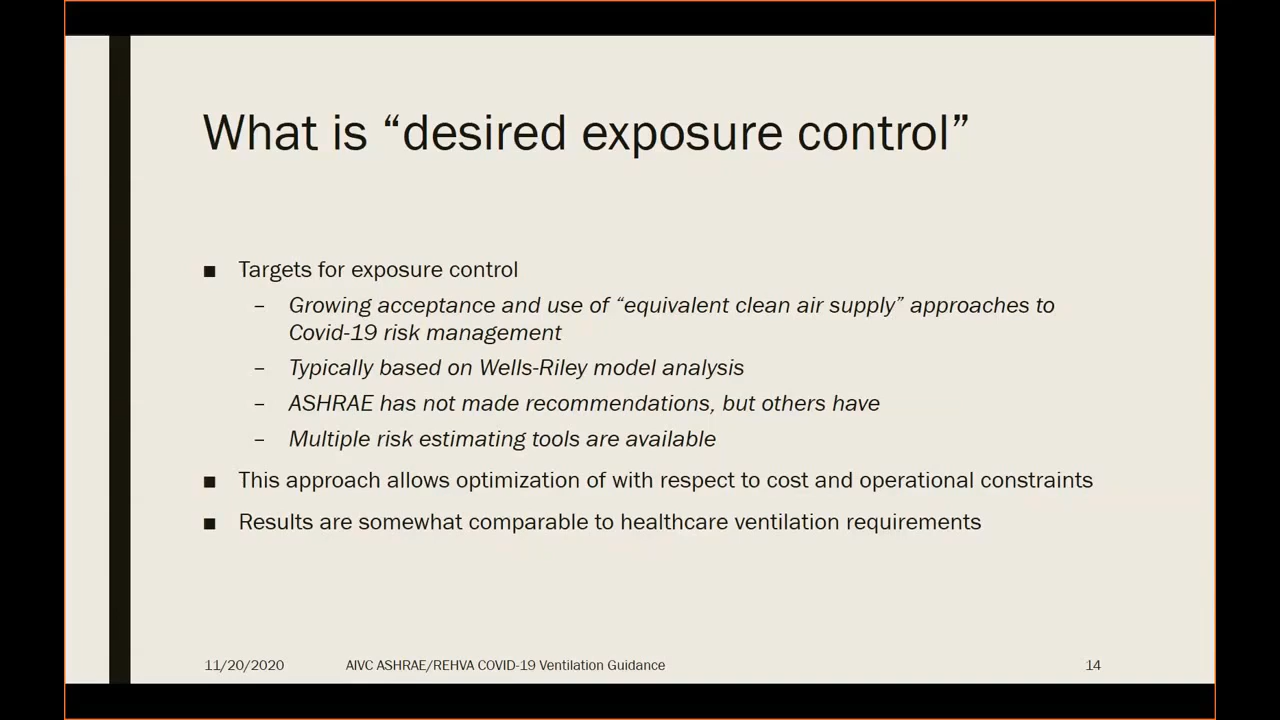 What is “desired exposure control”
■ Targets for exposure control
– Growing acceptance and use of “equivalent clean air supply” approaches to
Covid-19 risk management
– Typically based on Wells-Riley model analysis
– ASHRAE has not made recommendations, but others have
– Multiple risk estimating tools are available
■ This approach allows optimization of with respect to cost and operational constraints
■ Results are somewhat comparable to healthcare ventilation requirements
11/20/2020 AIVC ASHRAE/REHVA COVID-19 Ventilation Guidance 14